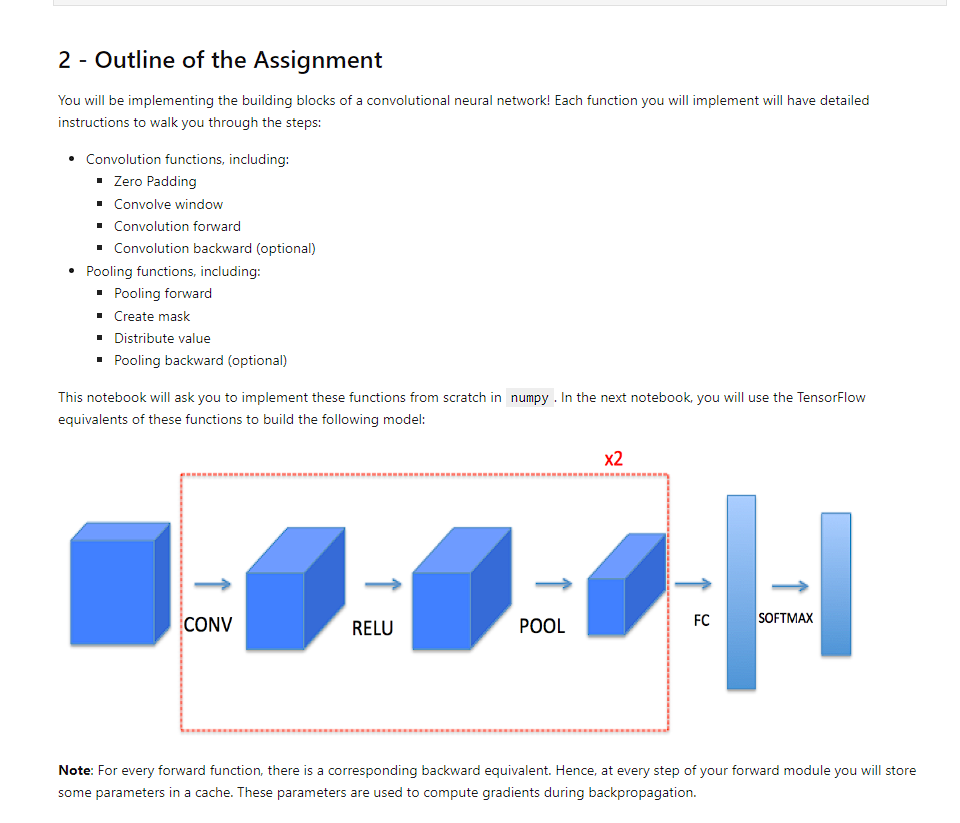 2 - Outline of the Assignment
You will be implementing the building blocks of a convolutional neural network! Each function you will implement will have detailed
instructions to walk you through the steps:
• Convolution functions, including:
▪ Zero Padding
▪ Convolve window
▪ Convolution forward
▪ Convolution backward (optional)
• Pooling functions, including:
▪ Pooling forward
▪ Create mask
▪ Distribute value
▪ Pooling backward (optional)
This notebook will ask you to implement these functions from scratch in numpy . In the next notebook, you will use the TensorFlow
equivalents of these functions to build the following model:
x2
CONV
RELU
POOL
FC
SOFTMAX
Note: For every forward function, there is a corresponding backward equivalent. Hence, at every step of your forward module you will store
some parameters in a cache. These parameters are used to compute gradients during backpropagation.